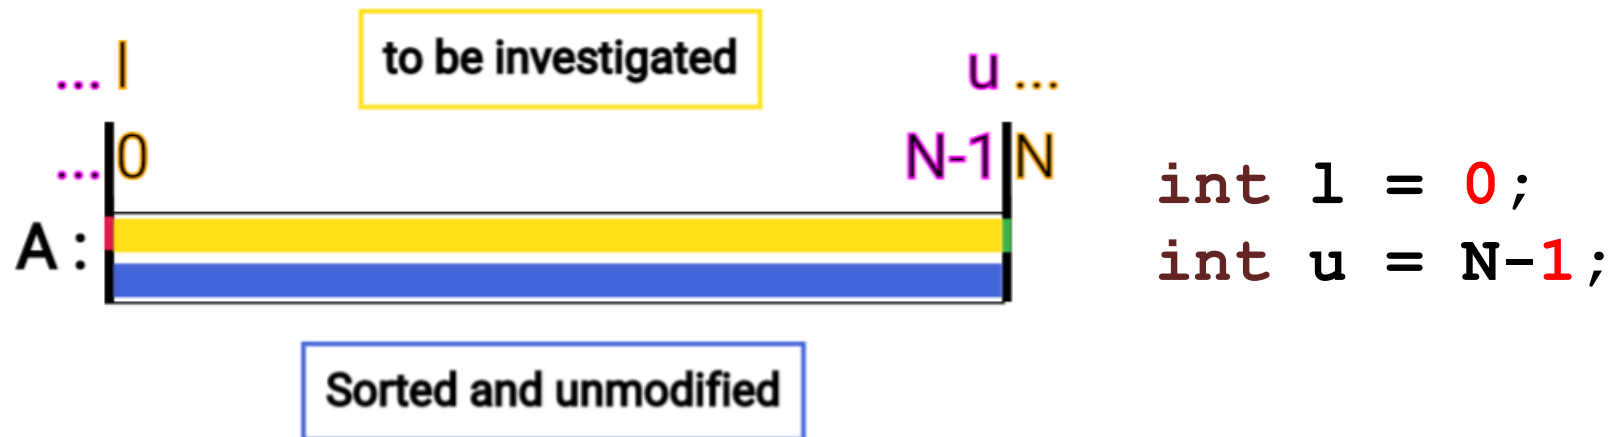 to be investigated
... l u ...
... 0 N-1 N
A :
Sorted and unmodified
int l = 0;
int u = N-1;